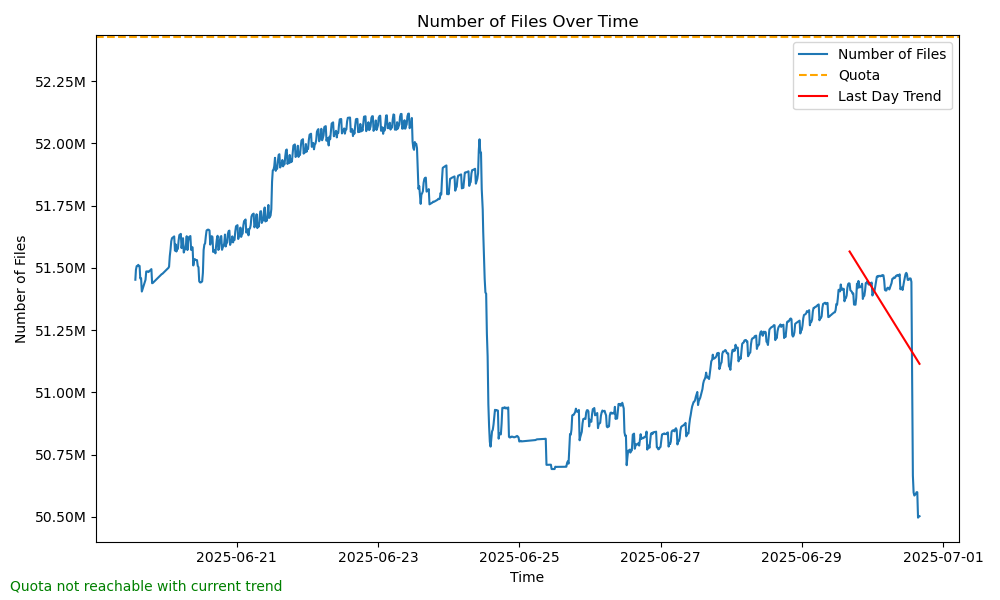 Number of Files Over Time
Number of Files
Quota
Last Day Trend
52.25M
52.00M
51.75M
51.50M
51.25M
51.00M
50.75M
50.50M
Number of Files
2025-06-21
2025-06-23
2025-06-25
2025-06-27
2025-06-29
2025-07-01
Time
Quota not reachable with current trend